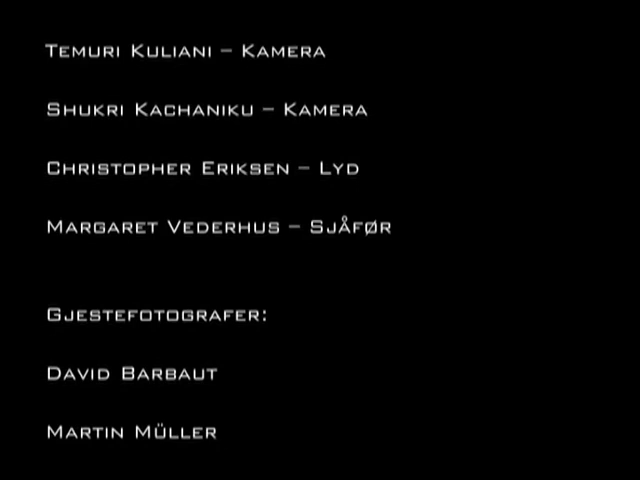 Temuri Kuliani – Kamera
Shukri Kachaniku – Kamera
Christopher Eriksen – Lyd
Margaret Vederhus – Sjåfør
Gjestefotografer:
David Barbaut
Martin Müller